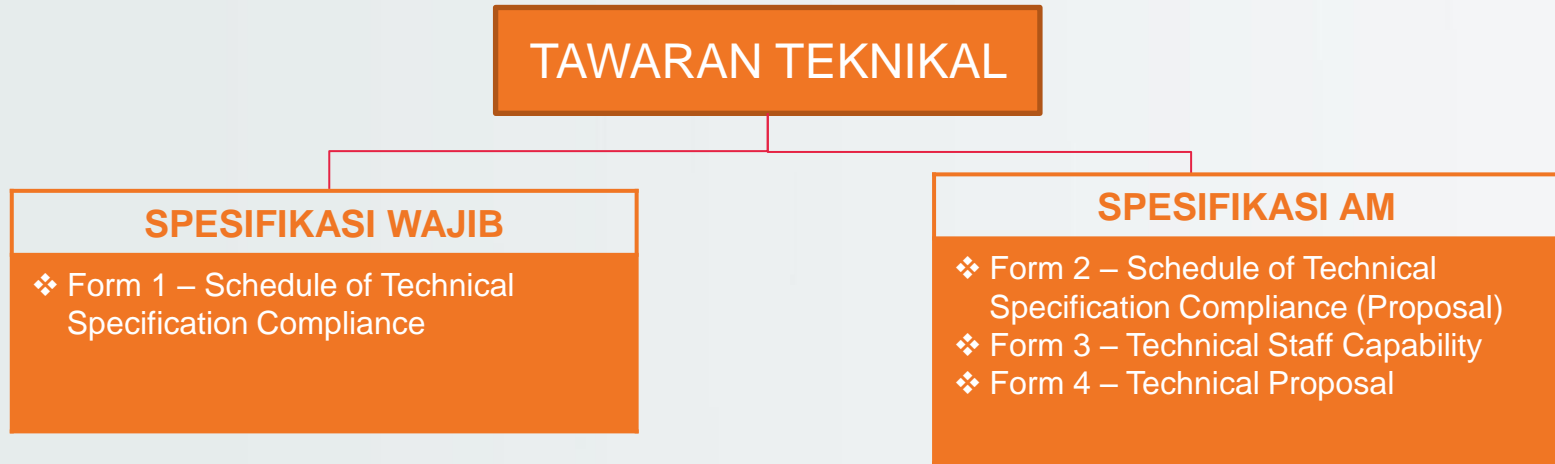 TAWARAN TEKNIKAL
SPESIFIKASI WAJIB
❖ Form 1 – Schedule of Technical
Specification Compliance
SPESIFIKASI AM
❖ Form 2 – Schedule of Technical
Specification Compliance (Proposal)
❖ Form 3 – Technical Staff Capability
❖ Form 4 – Technical Proposal